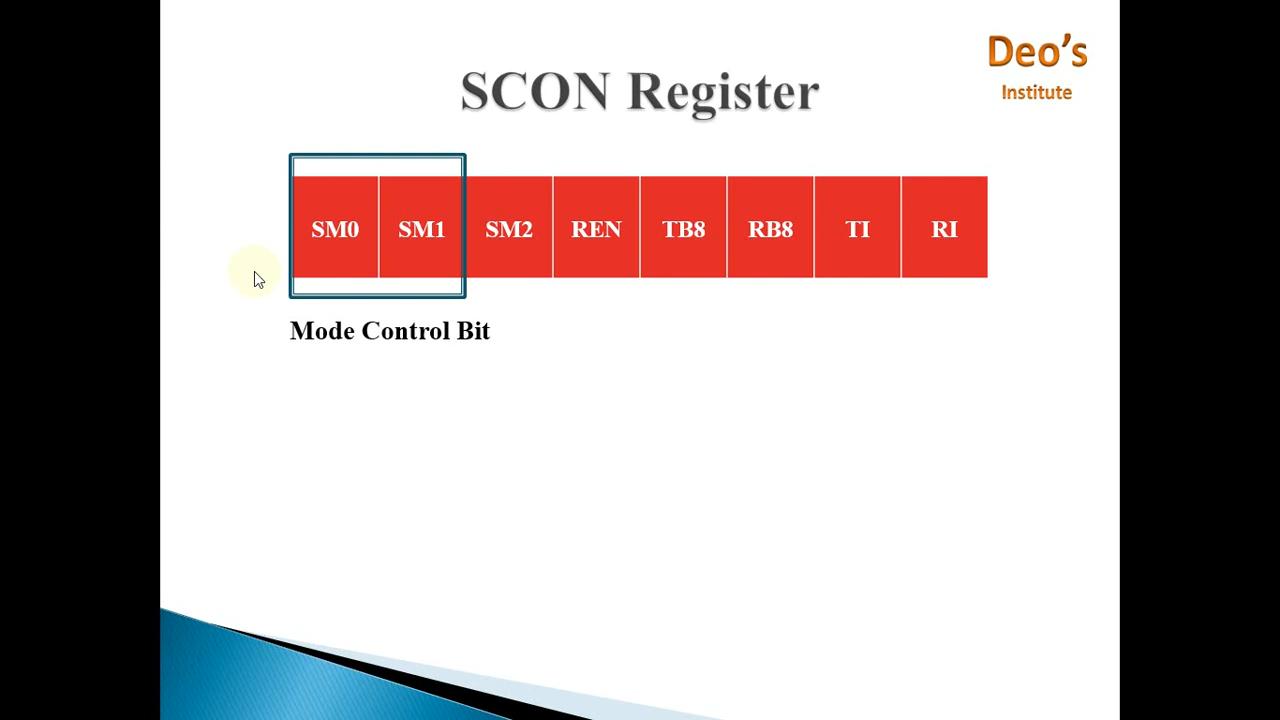 Deo's
Institute
SCON Register
SM0 SM1 SM2 REN TB8 RB8 TI RI
Mode Control Bit